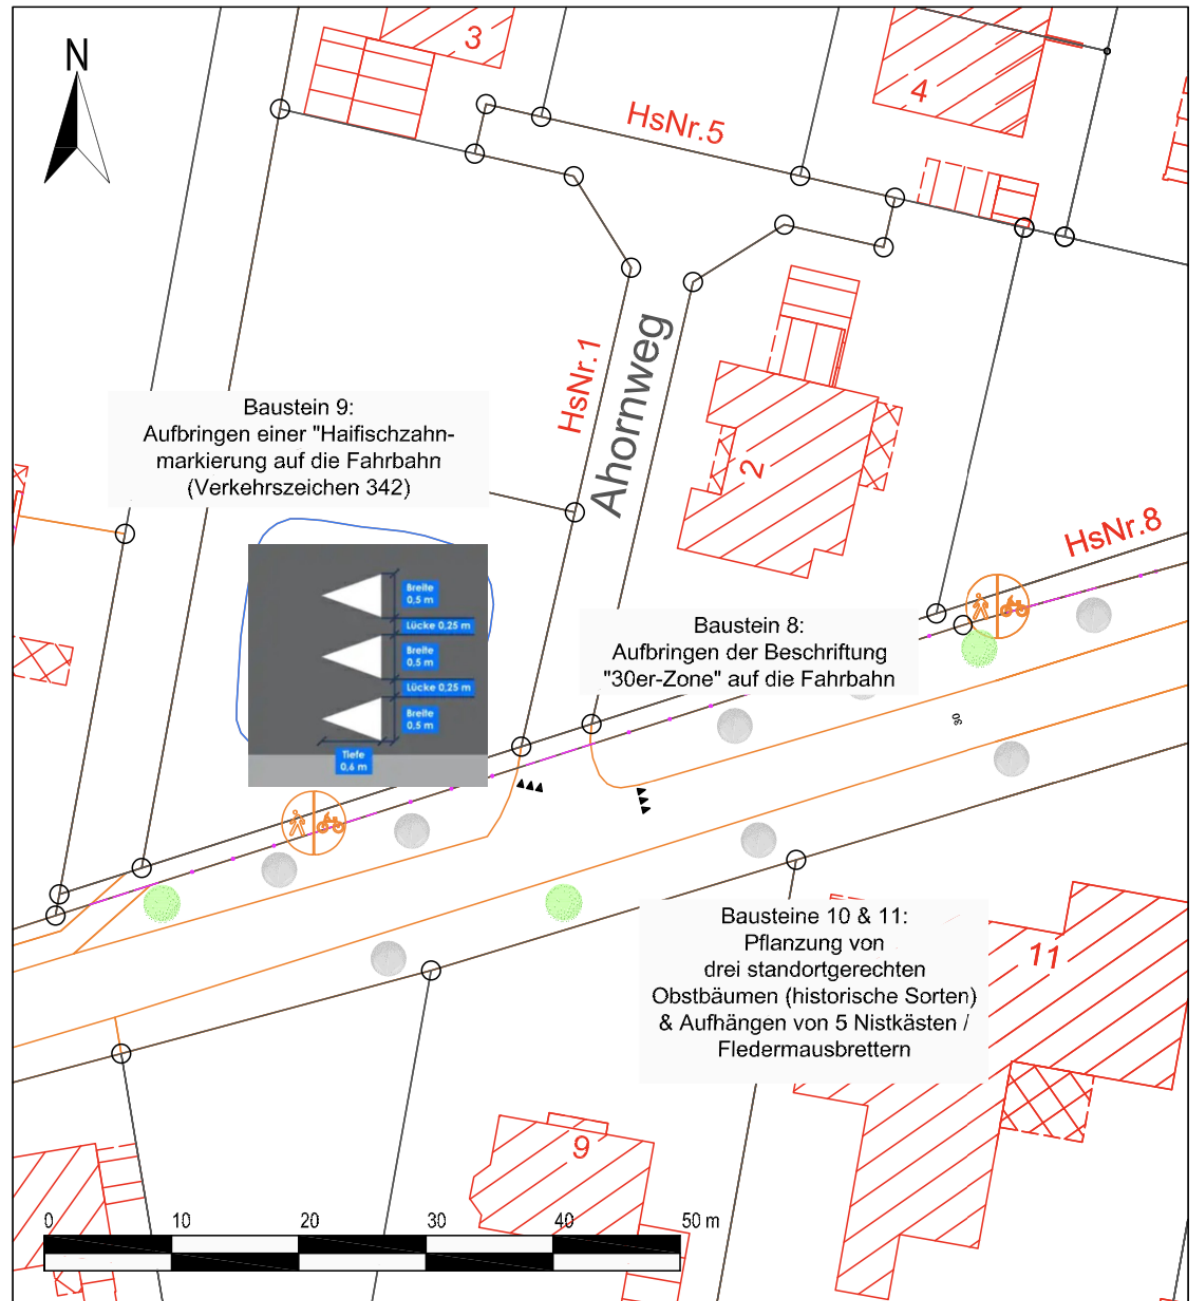 N
3
4
HsNr.5
HsNr.1
Ahornweg
2
HsNr.8
Baustein 9:
Aufbringen einer "Haifischzahn-
markierung auf die Fahrbahn
(Verkehrszeichen 342)
Breite
0,5 m
Lücke 0,25 m
Breite
0,5 m
Lücke 0,25 m
Breite
0,5 m
Tiefe
0,6 m
Baustein 8:
Aufbringen der Beschriftung
"30er-Zone" auf die Fahrbahn
30
Bausteine 10 & 11:
Pflanzung von
drei standortgerechten
Obstbäumen (historische Sorten)
& Aufhängen von 5 Nistkästen /
Fledermausbrettern
11
9
0 10 20 30 40 50 m